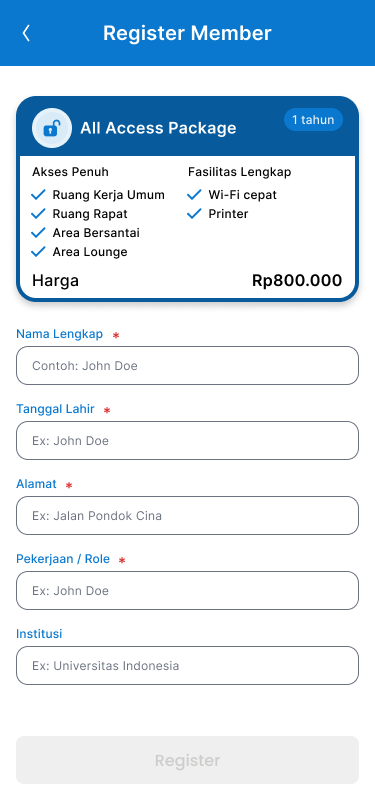 Register Member
All Access Package
1 tahun
Akses Penuh
Ruang Kerja Umum
Ruang Rapat
Area Bersantai
Area Lounge
Fasilitas Lengkap
Wi-Fi cepat
Printer
Harga Rp800.000
Nama Lengkap *
Contoh: John Doe
Tanggal Lahir *
Ex: John Doe
Alamat *
Ex: Jalan Pondok Cina
Pekerjaan / Role *
Ex: John Doe
Institusi
Ex: Universitas Indonesia
Register